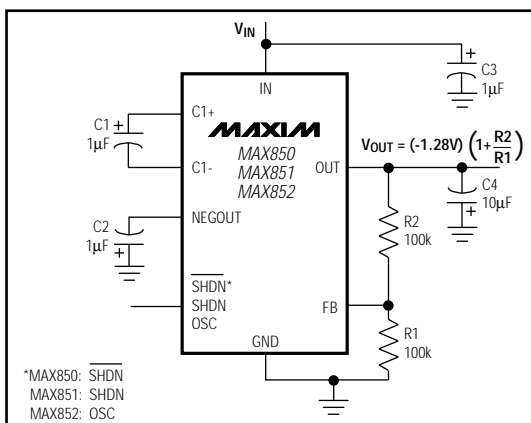 VIN
C3
1µF
IN
C1+
C1
1µF
MAXIM
VOUT = (-1.28V) (1+R2/R1)
MAX850
MAX851
MAX852
C1-
OUT
C4
10µF
NEGOUT
C2
1µF
R2
100k
SHDN*
SHDN
OSC
FB
R1
100k
GND
*MAX850: SHDN
MAX851: SHDN
MAX852: OSC